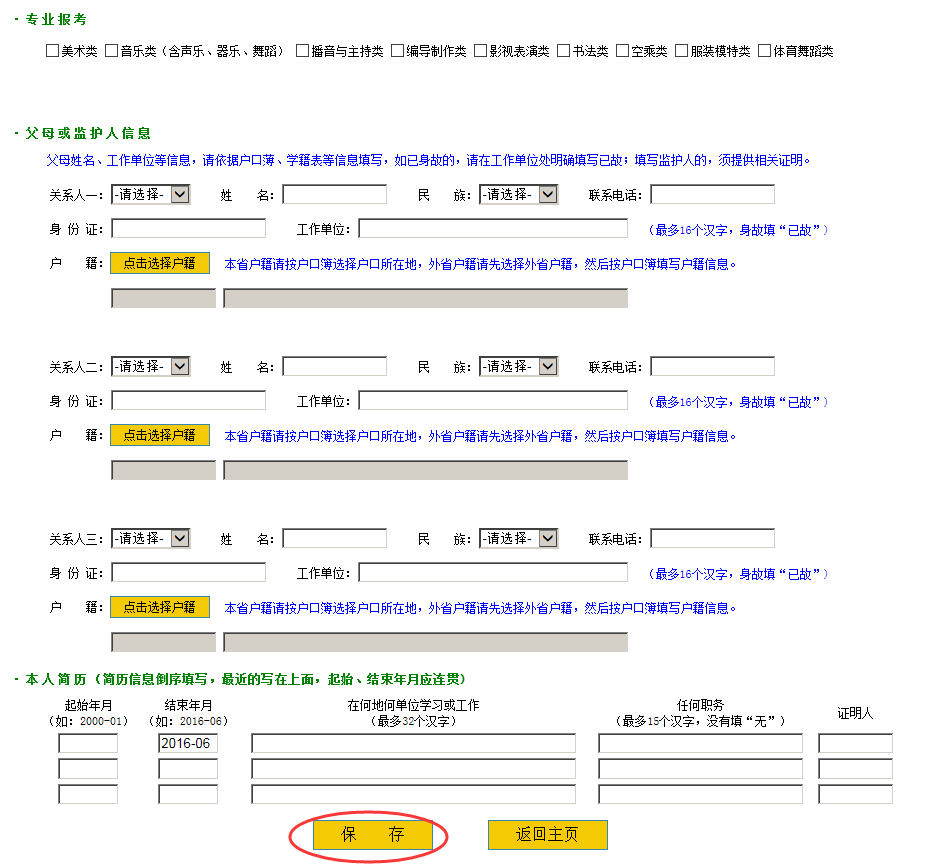 · 专 业 报 考
美术类 音乐类（含声乐、器乐、舞蹈） 播音与主持类 编导制作类 影视表演类 书法类 空乘类 服装模特类 体育舞蹈类
· 父 母 或 监 护 人 信 息
父母姓名、工作单位等信息，请依据户口薄、学籍表等信息填写，如已身故的，请在工作单位处明确填写已故；填写监护人的，须提供相关证明。
关系人一： -请选择- 姓 名： 民 族： -请选择- 联系电话：
身 份 证： 工作单位： （最多16个汉字，身故填“已故”）
户 籍： 点击选择户籍 本省户籍请按户口簿选择户口所在地，外省户籍请先选择外省户籍，然后按户口簿填写户籍信息。
关系人二： -请选择- 姓 名： 民 族： -请选择- 联系电话：
身 份 证： 工作单位： （最多16个汉字，身故填“已故”）
户 籍： 点击选择户籍 本省户籍请按户口簿选择户口所在地，外省户籍请先选择外省户籍，然后按户口簿填写户籍信息。
关系人三： -请选择- 姓 名： 民 族： -请选择- 联系电话：
身 份 证： 工作单位： （最多16个汉字，身故填“已故”）
户 籍： 点击选择户籍 本省户籍请按户口簿选择户口所在地，外省户籍请先选择外省户籍，然后按户口簿填写户籍信息。
· 本 人 简 历（简历信息倒序填写，最近的写在上面，起始、结束年月应连贯）
起始年月 结束年月 在何地何单位学习或工作 任何职务 证明人
（如：2000-01） （如：2016-06） （最多32个汉字） （最多15个汉字，没有填“无”）
2016-06
保 存 返回主页